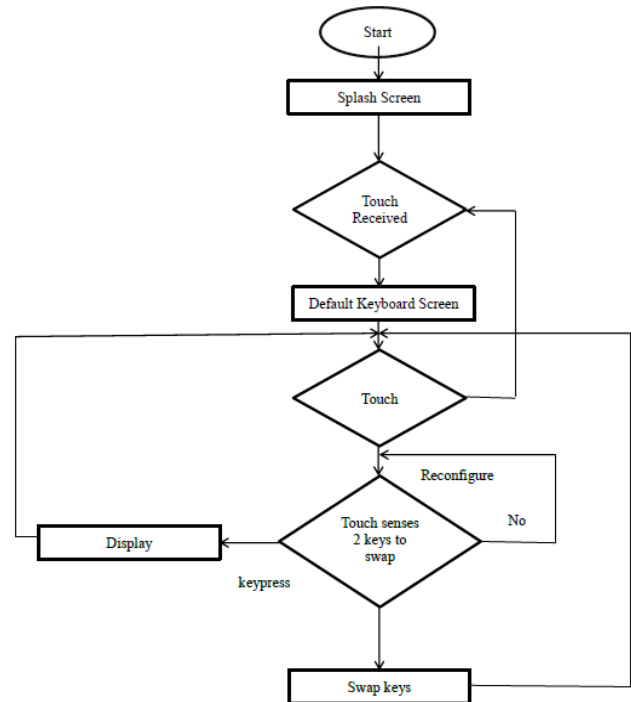 Start
Splash Screen
Touch
Received
Default Keyboard Screen
Touch
Reconfigure
Touch senses
2 keys to
swap
No
Display
keypress
Swap keys